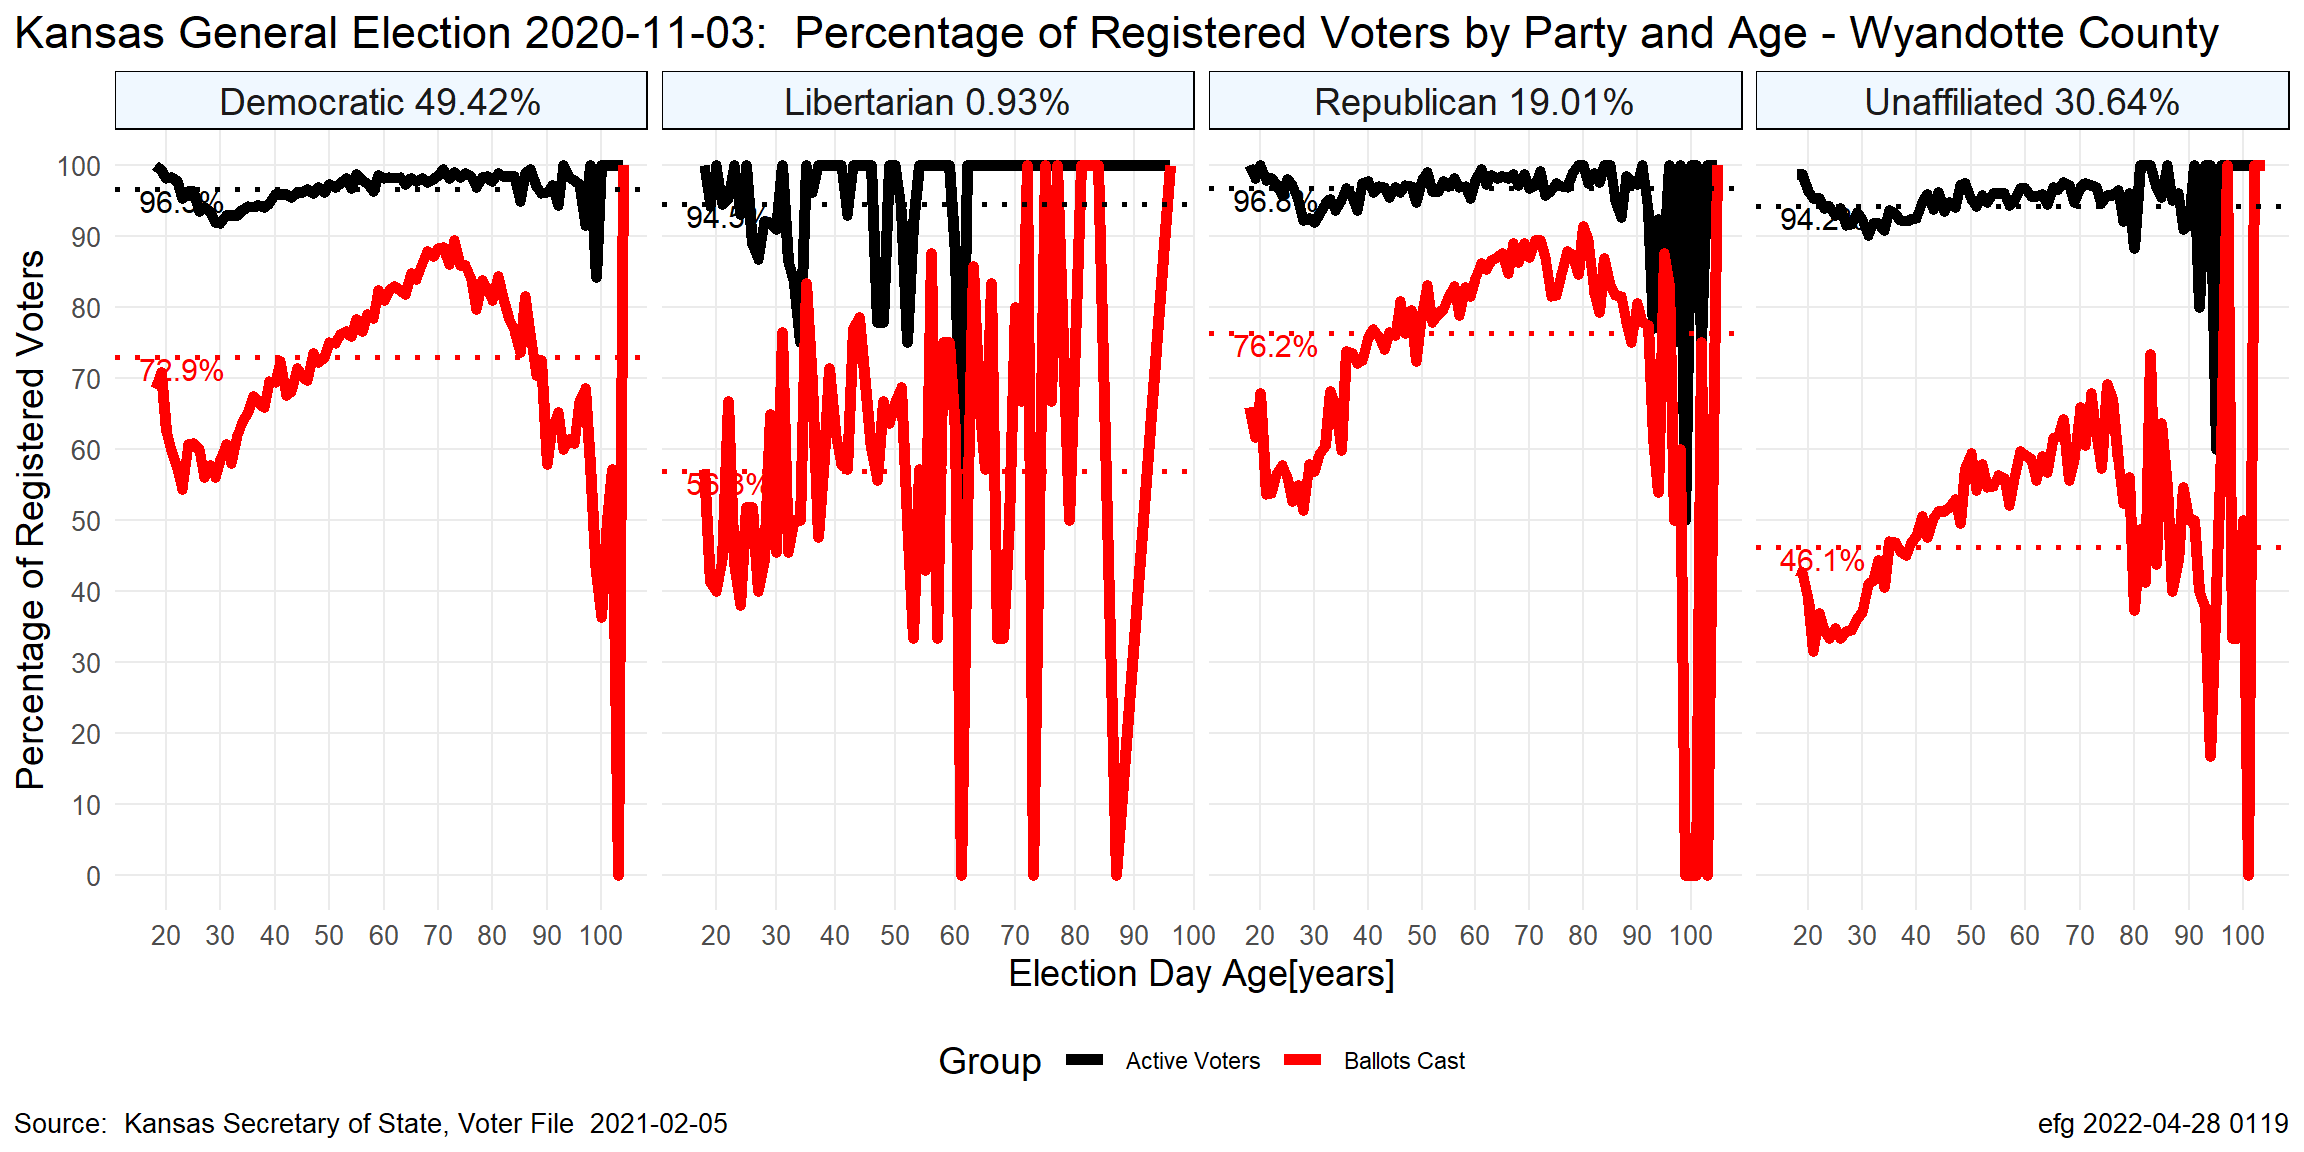 Kansas General Election 2020-11-03:  Percentage of Registered Voters by Party and Age - Wyandotte County
Democratic 49.42%
Libertarian 0.93%
Republican 19.01%
Unaffiliated 30.64%
Percentage of Registered Voters
100
90
80
70
60
50
40
30
20
10
0
72.9%
76.2%
96.8%
46.1%
20 30 40 50 60 70 80 90 100
20 30 40 50 60 70 80 90 100
20 30 40 50 60 70 80 90 100
20 30 40 50 60 70 80 90 100
Election Day Age[years]
Group Active Voters Ballots Cast
Source:  Kansas Secretary of State, Voter File  2021-02-05
efg 2022-04-28 0119